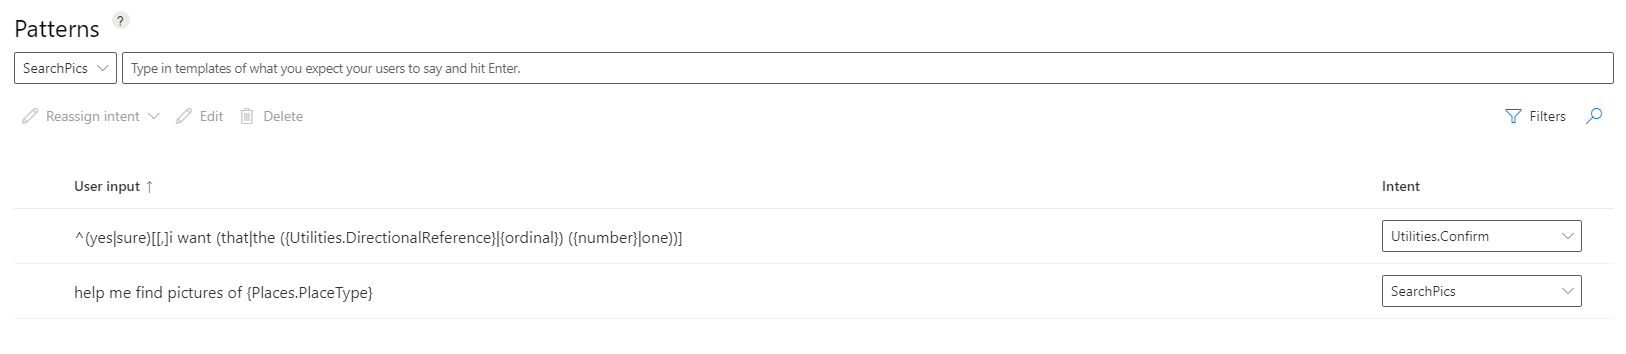 Patterns ?
SearchPics Type in templates of what you expect your users to say and hit Enter.
Reassign intent Edit Delete Filters
User input ↑ Intent
^(yes|sure)[[,]i want (that|the ({Utilities.DirectionalReference}|{ordinal}) ({number}|one))] Utilities.Confirm
help me find pictures of {Places.PlaceType} SearchPics